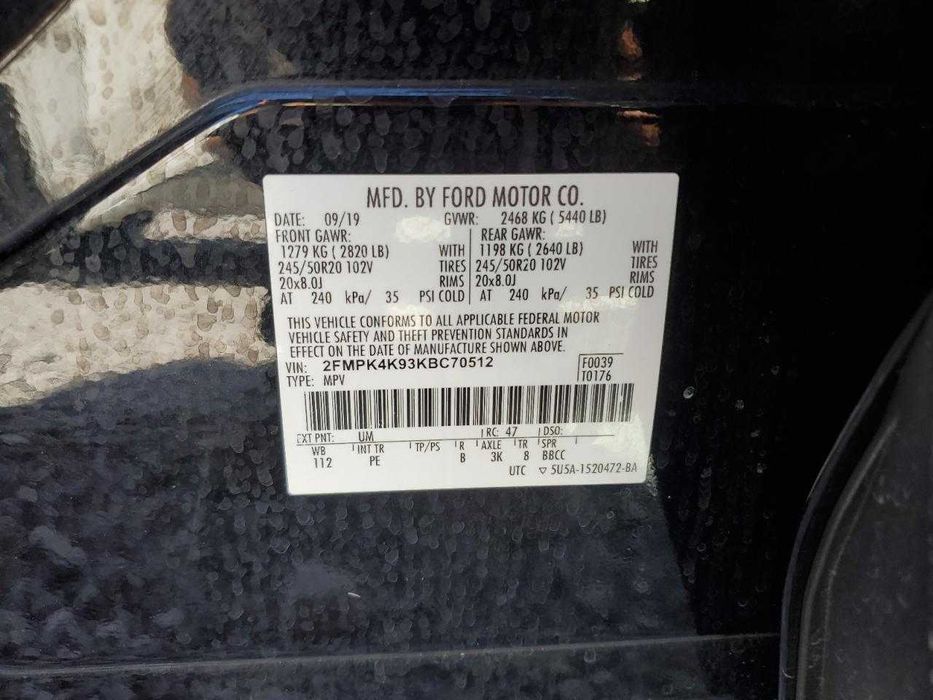 MFD. BY FORD MOTOR CO.
DATE: 09/19 GVWR: 2468 KG ( 5440 LB)
FRONT GAWR: REAR GAWR:
1279 KG ( 2820 LB) WITH 1198 KG ( 2640 LB) WITH
245/50R20 102V TIRES 245/50R20 102V TIRES
20x8.0J RIMS 20x8.0J RIMS
AT 240 kPa/ 35 PSI COLD AT 240 kPa/ 35 PSI COLD
THIS VEHICLE CONFORMS TO ALL APPLICABLE FEDERAL MOTOR
VEHICLE SAFETY AND THEFT PREVENTION STANDARDS IN
EFFECT ON THE DATE OF MANUFACTURE SHOWN ABOVE.
VIN: 2FMPK4K93KBC70512 F0039
TYPE: MPV T0176
EXT PNT: UM RC: 47 DSO:
WB INT TR TP/PS R AXLE TR SPR
112 PE B 3K 8 BBCC
UTC ▽ 5U5A-1520472-BA